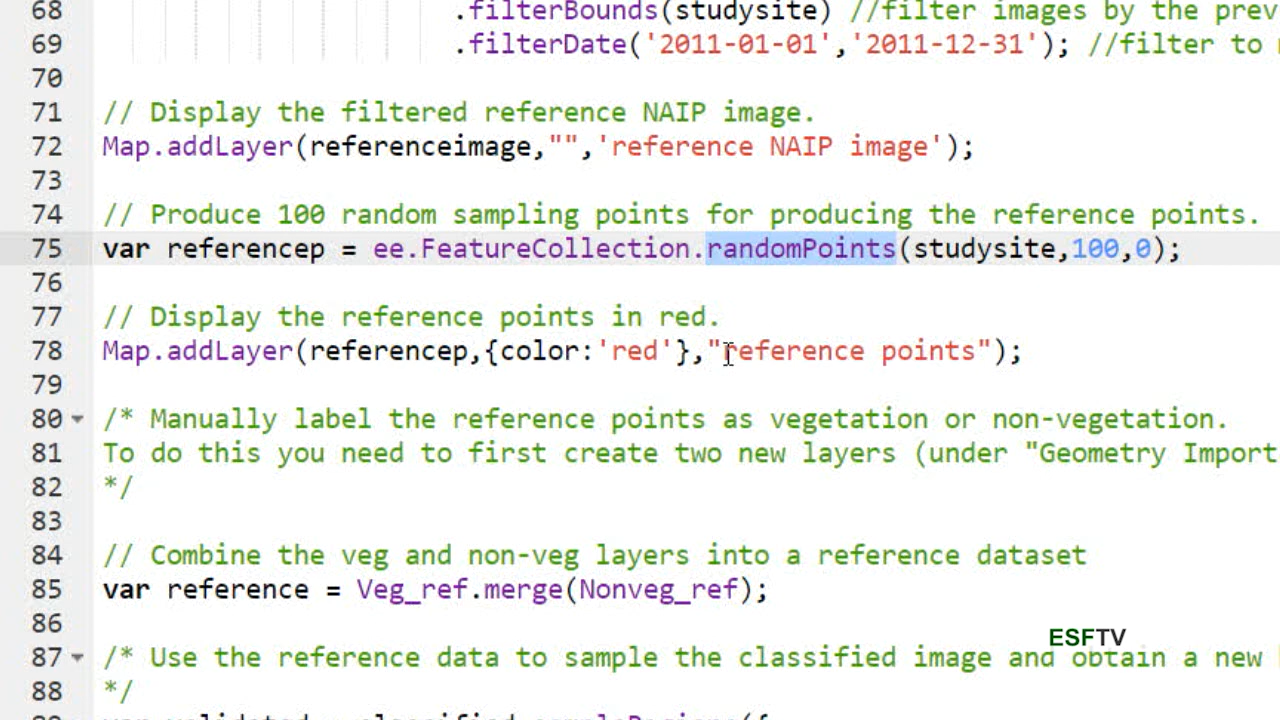 68 .filterBounds(studysite) //filter images by the prev
69 .filterDate('2011-01-01','2011-12-31'); //filter to
70
71 // Display the filtered reference NAIP image.
72 Map.addLayer(referenceimage,"",'reference NAIP image');
73
74 // Produce 100 random sampling points for producing the reference points.
75 var referencep = ee.FeatureCollection.randomPoints(studysite,100,0);
76
77 // Display the reference points in red.
78 Map.addLayer(referencep,{color:'red'},"reference points");
79
80 /* Manually label the reference points as vegetation or non-vegetation.
81 To do this you need to first create two new layers (under "Geometry Import
82 */
83
84 // Combine the veg and non-veg layers into a reference dataset
85 var reference = Veg_ref.merge(Nonveg_ref);
86
ESFTV
87 /* Use the reference data to sample the classified image and obtain a new
88 */
var validated = classified.sampleRegions({